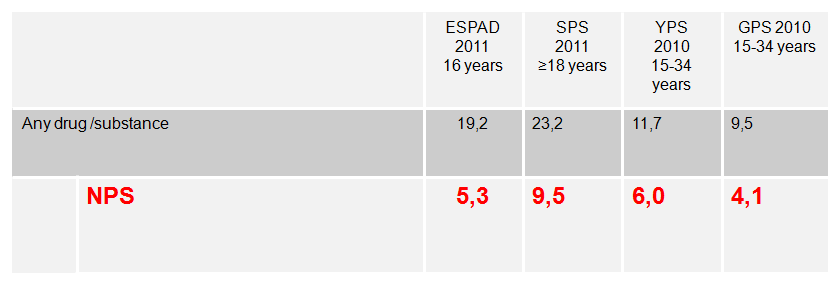 ESPAD
2011
16 years
SPS
2011
≥18 years
YPS
2010
15-34
years
GPS 2010
15-34 years
Any drug /substance 19,2 23,2 11,7 9,5
NPS 5,3 9,5 6,0 4,1